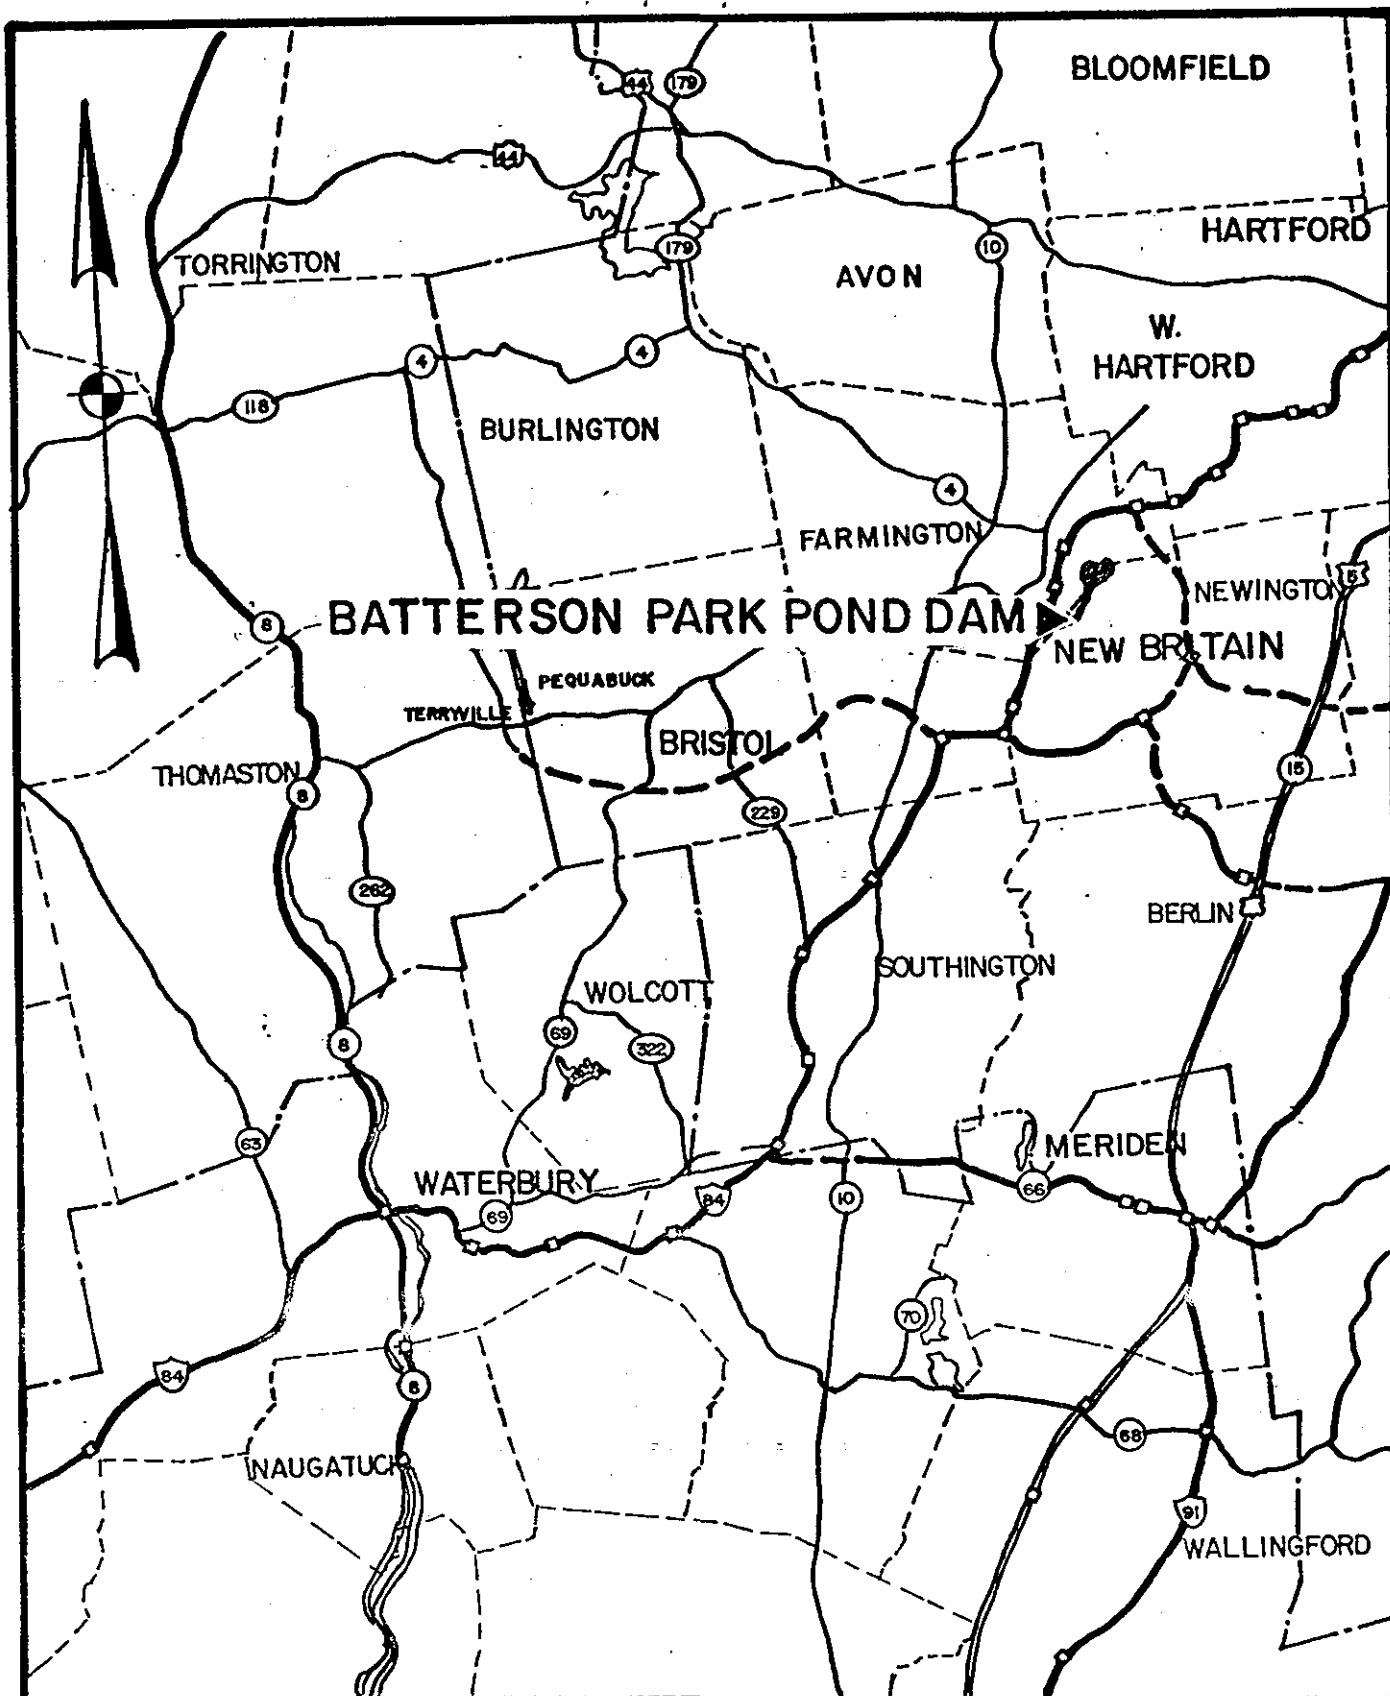 44
179
BLOOMFIELD
44
HARTFORD
179
10
TORRINGTON
AVON
W.
HARTFORD
4
4
118
BURLINGTON
4
FARMINGTON
5
NEWINGTON
8
BATTERSON PARK POND DAM
NEW BRITAIN
PEQUABUCK
TERRYVILLE
BRISTOL
THOMASTON
8
15
229
262
BERLIN
SOUTHINGTON
WOLCOTT
69
322
8
63
MERIDEN
WATERBURY
66
84
10
69
70
84
8
68
NAUGATUCK
91
WALLINGFORD